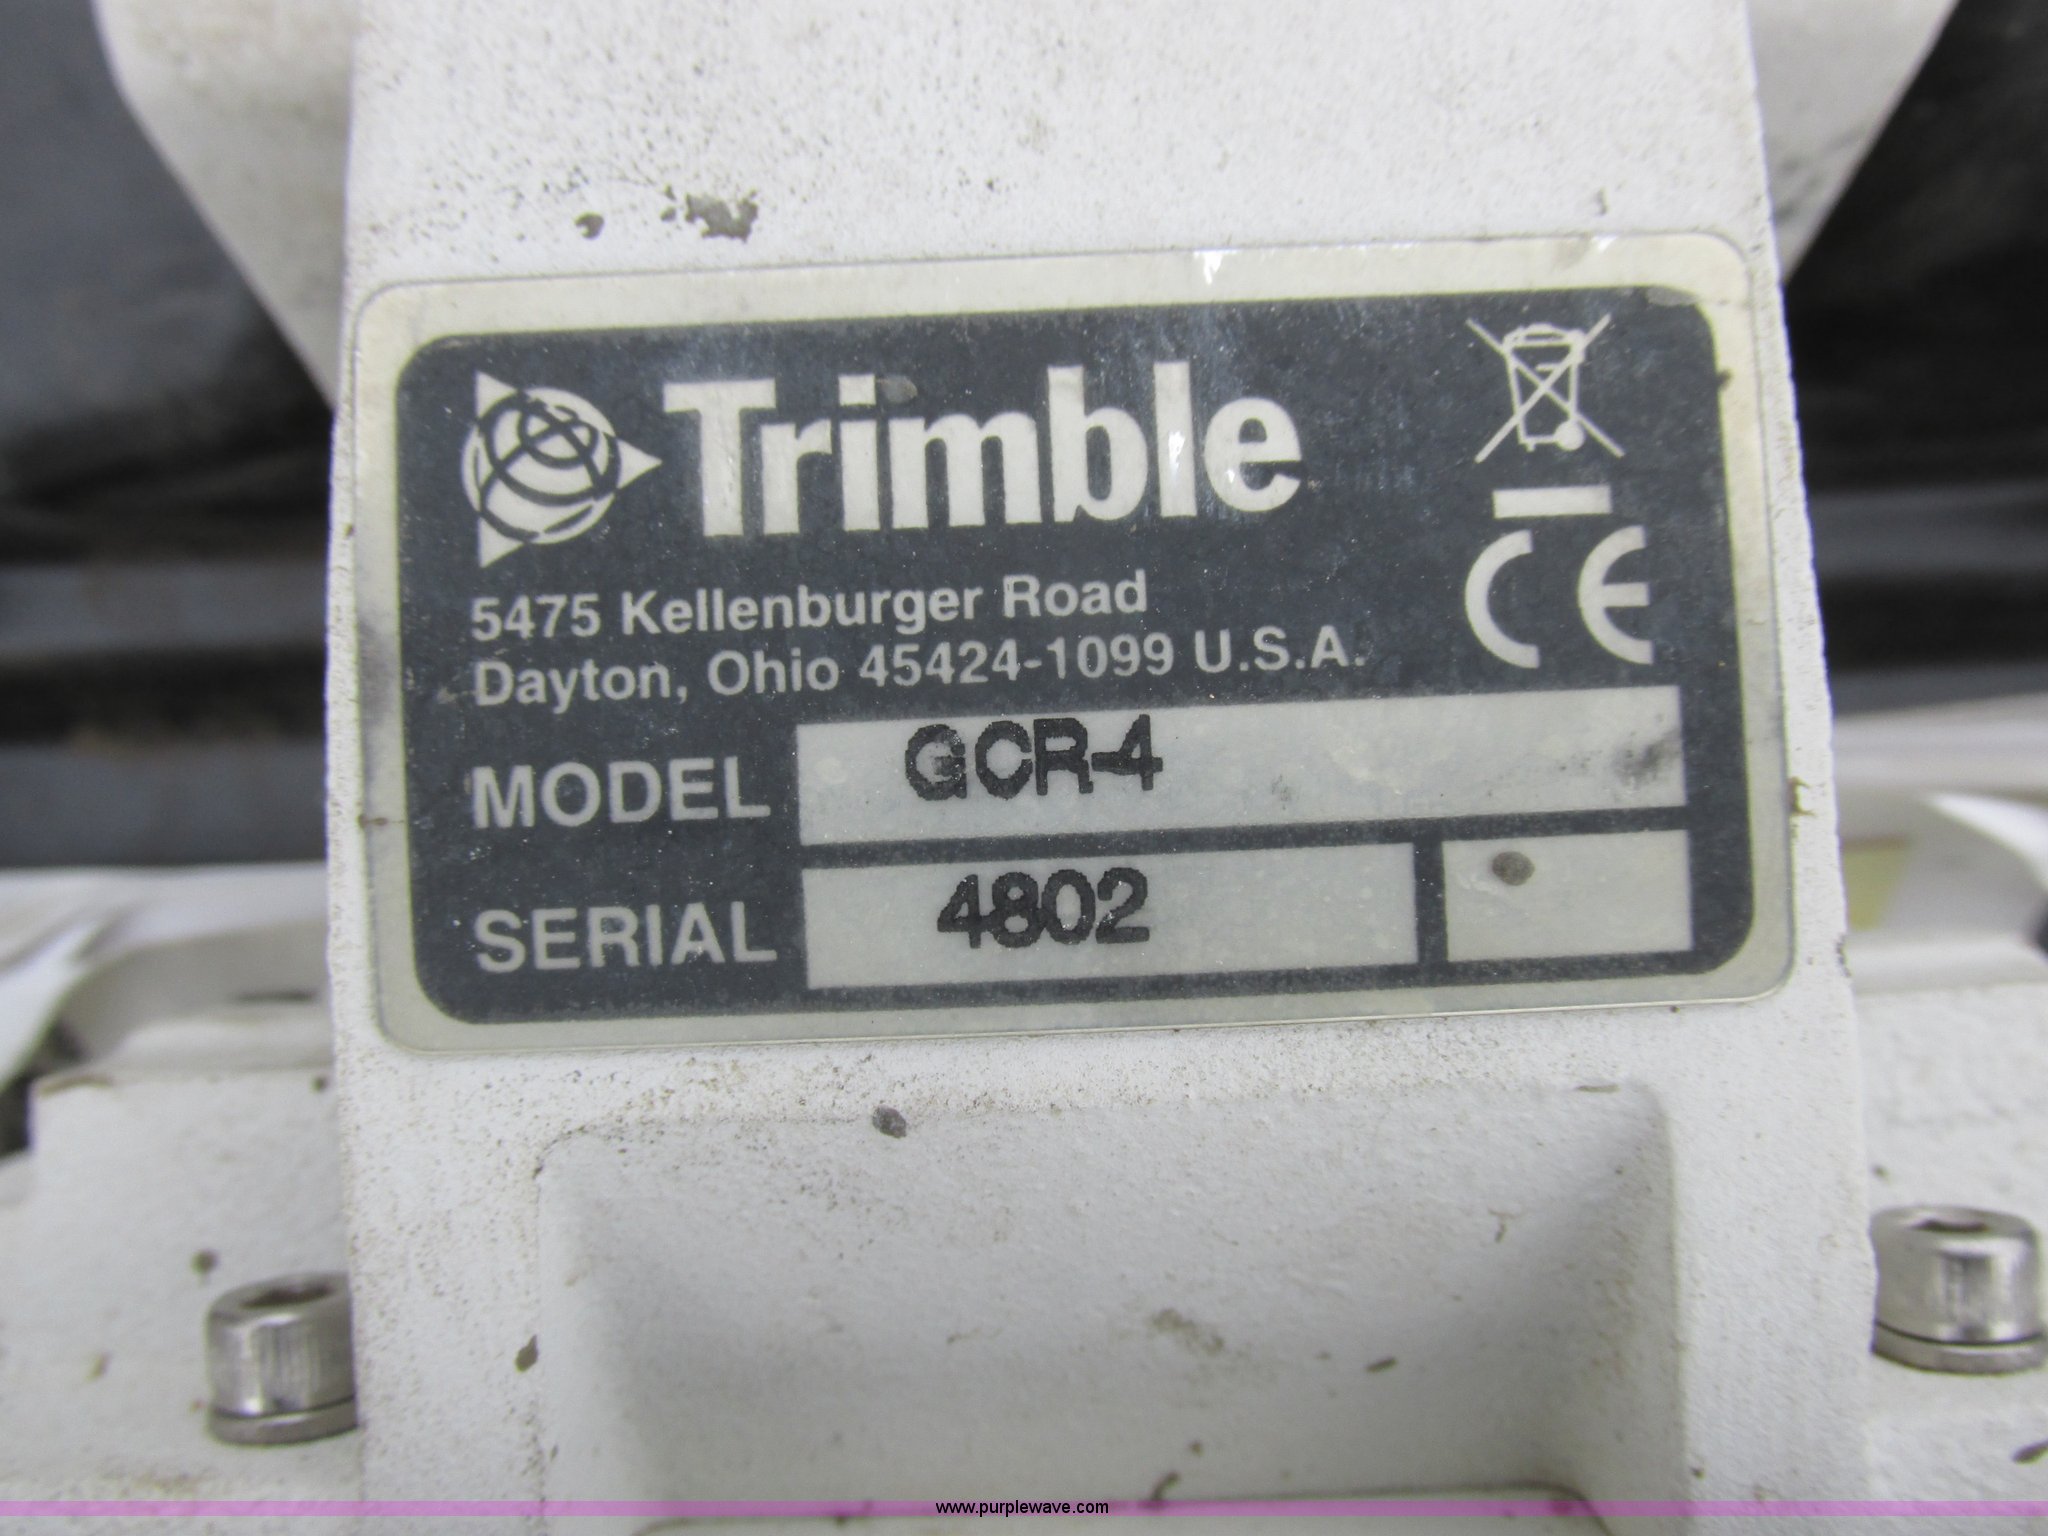 Trimble
CE
5475 Kellenburger Road
Dayton, Ohio 45424-1099 U.S.A.
MODEL GCR-4
SERIAL 4802
www.purplewave.com